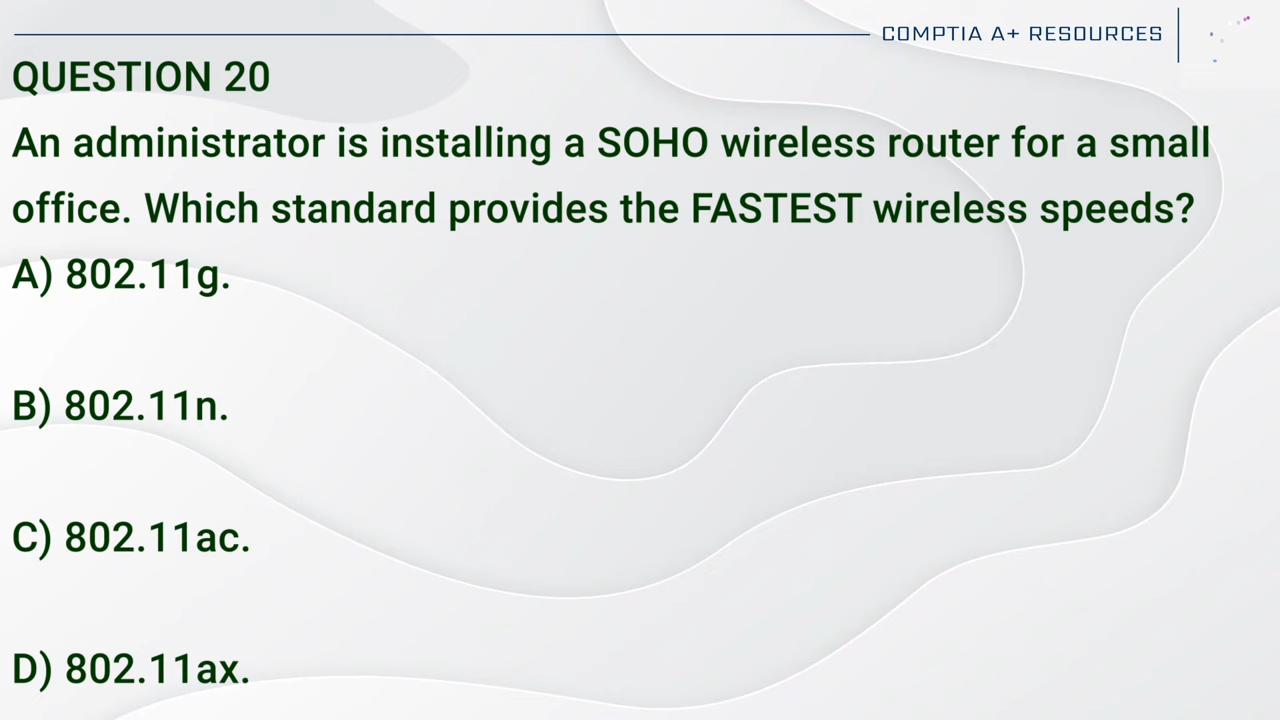 COMPTIA A+ RESOURCES
QUESTION 20
An administrator is installing a SOHO wireless router for a small
office. Which standard provides the FASTEST wireless speeds?
A) 802.11g.
B) 802.11n.
C) 802.11ac.
D) 802.11ax.